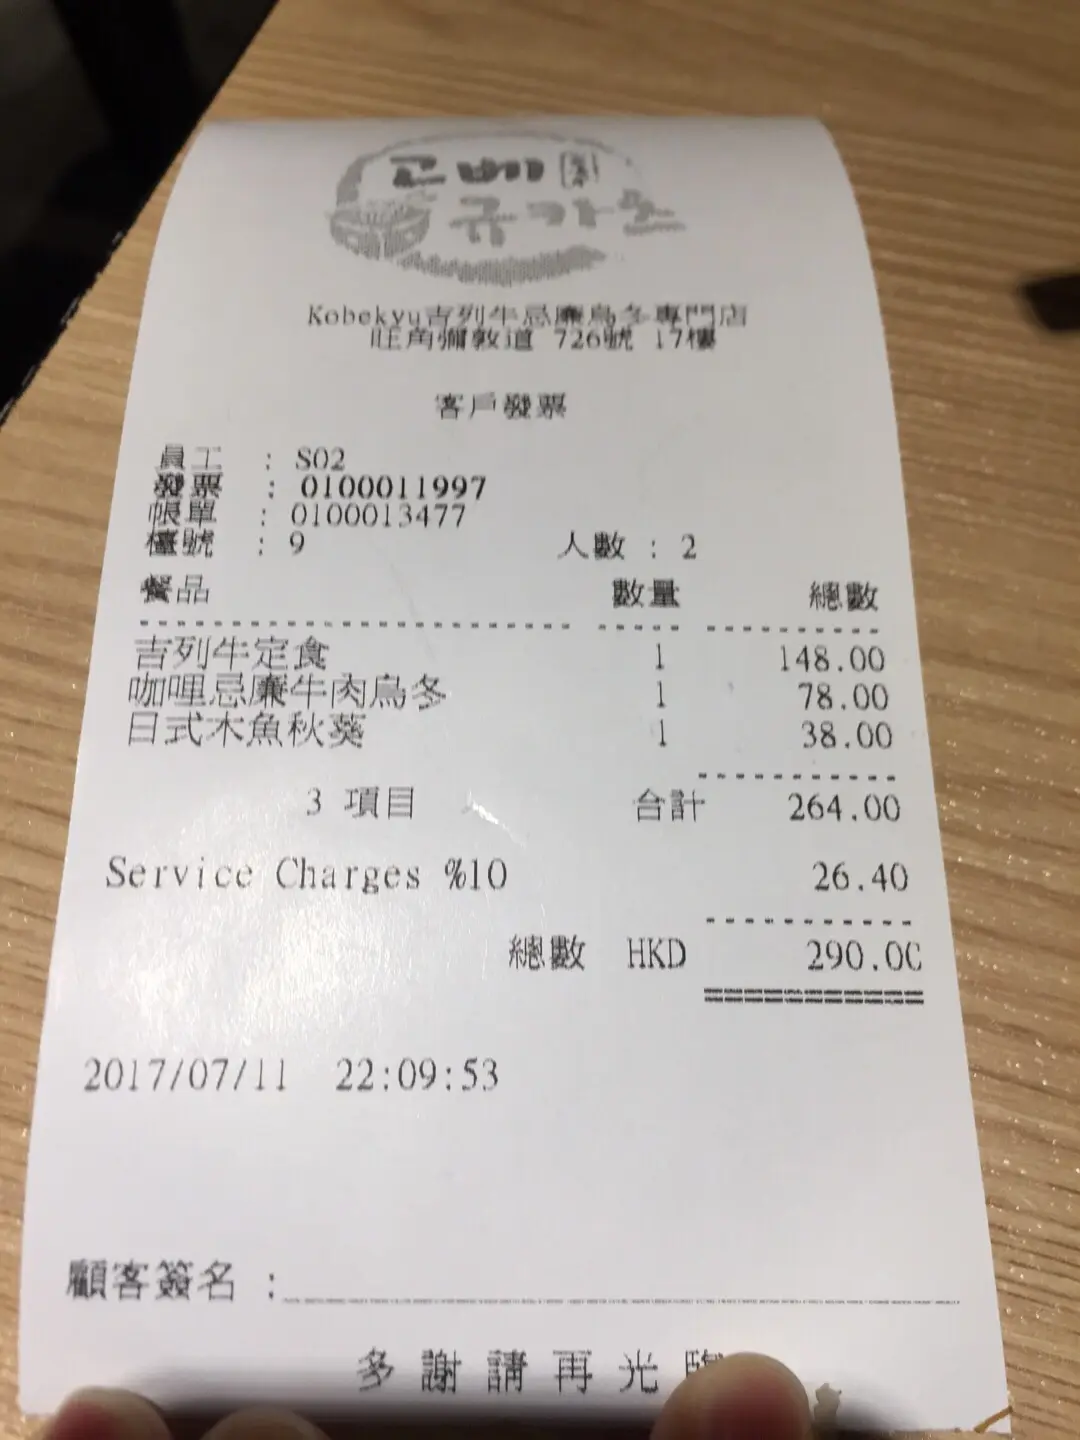 고베
규카츠
Kobekyu吉列牛忌廉烏冬專門店
旺角彌敦道 726號 17樓
客戶發票
員工 : S02
發票 : 0100011997
帳單 : 0100013477
檯號 : 9 人數 : 2
餐品 數量 總數
吉列牛定食 1 148.00
咖哩忌廉牛肉烏冬 1 78.00
日式木魚秋葵 1 38.00
3 項目 合計 264.00
Service Charges %10 26.40
總數 HKD 290.00
2017/07/11 22:09:53
顧客簽名 :
多謝請再光臨